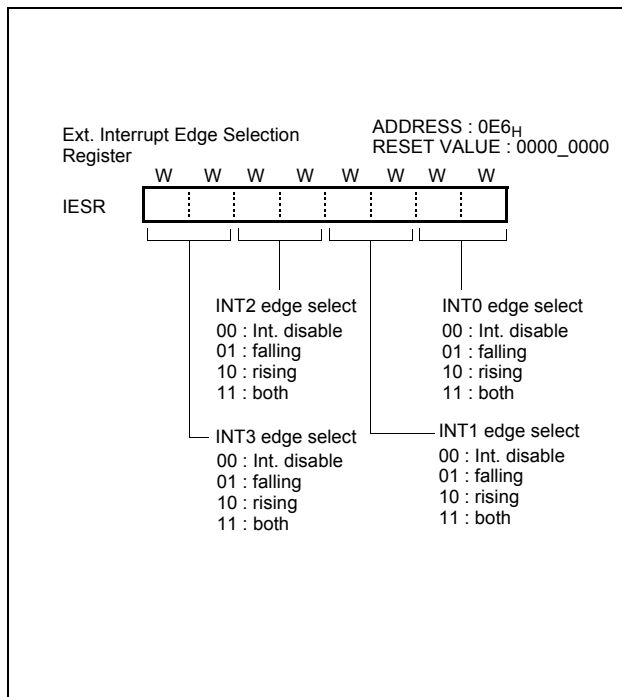 Ext. Interrupt Edge Selection
Register
ADDRESS : 0E6H
RESET VALUE : 0000_0000
W W W W W W W W
IESR
INT2 edge select
00 : Int. disable
01 : falling
10 : rising
11 : both
INT0 edge select
00 : Int. disable
01 : falling
10 : rising
11 : both
INT3 edge select
00 : Int. disable
01 : falling
10 : rising
11 : both
INT1 edge select
00 : Int. disable
01 : falling
10 : rising
11 : both